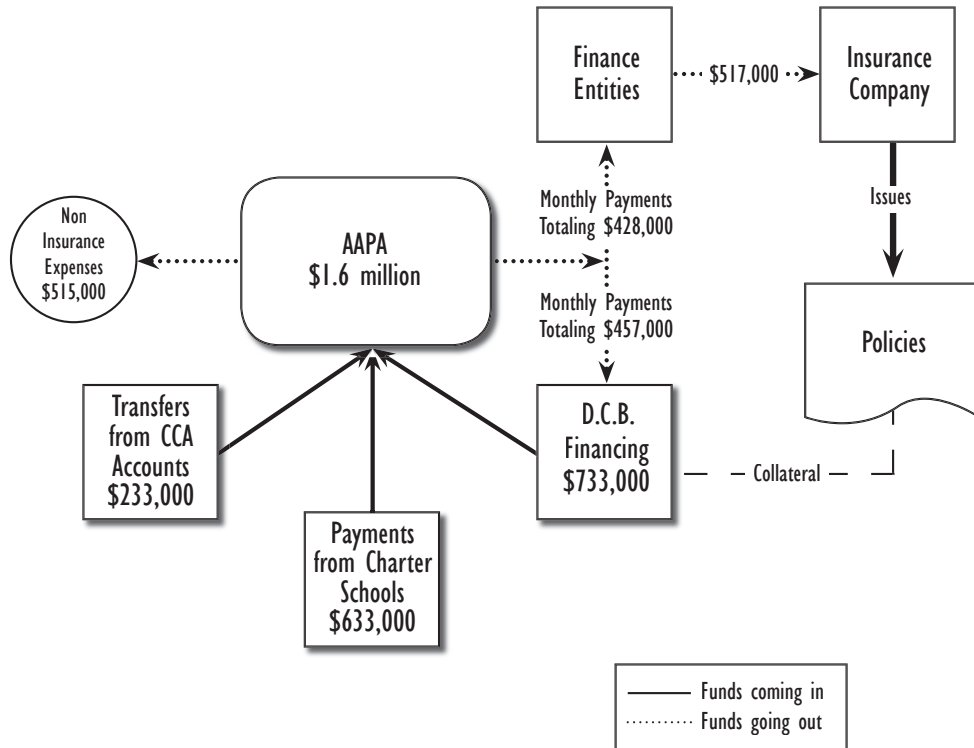 Finance
Entities
$517,000
Insurance
Company
Non
Insurance
Expenses
$515,000
AAPA
$1.6 million
Monthly Payments
Totaling $428,000
Issues
Monthly Payments
Totaling $457,000
Policies
Transfers
from CCA
Accounts
$233,000
Payments
from Charter
Schools
$633,000
D.C.B.
Financing
$733,000
Collateral
Funds coming in
Funds going out